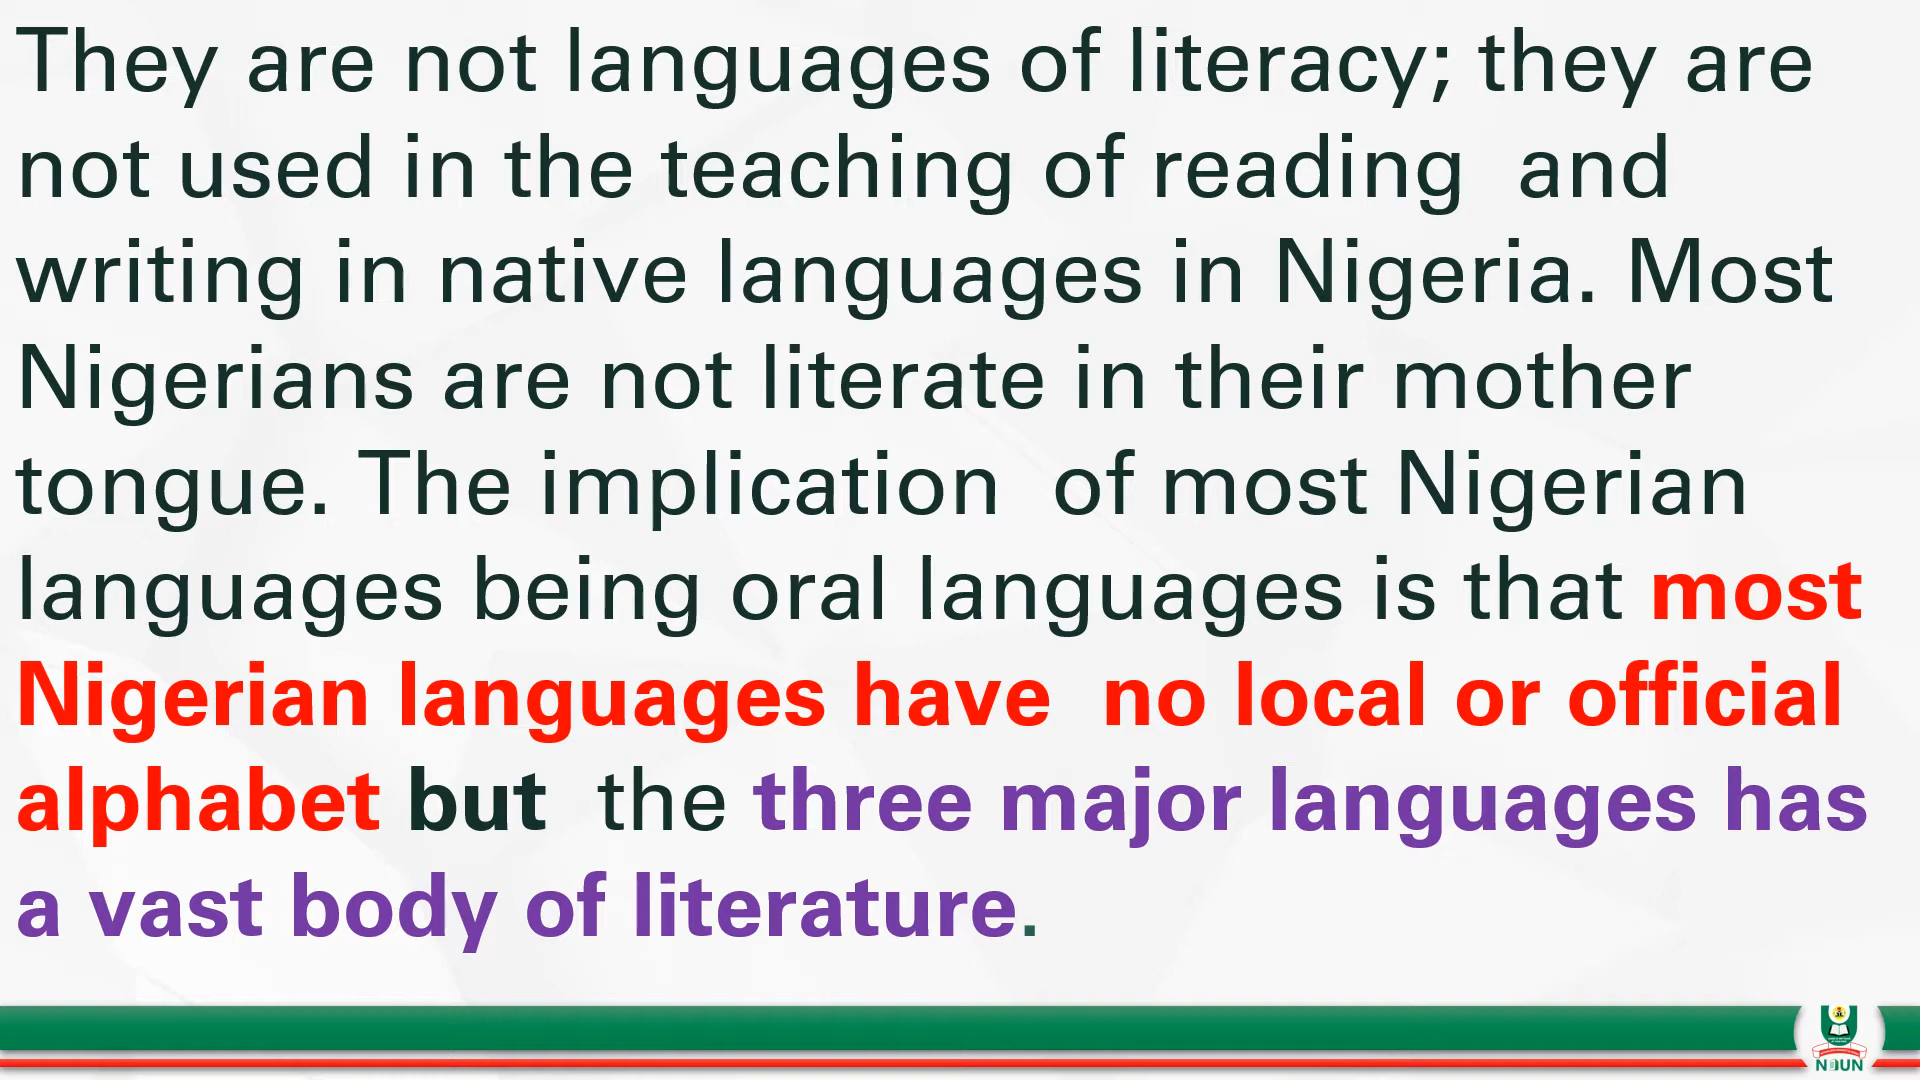 They are not languages of literacy; they are
not used in the teaching of reading  and
writing in native languages in Nigeria. Most
Nigerians are not literate in their mother
tongue. The implication  of most Nigerian
languages being oral languages is that most
Nigerian languages have  no local or official
alphabet but  the three major languages has
a vast body of literature.
NOUN